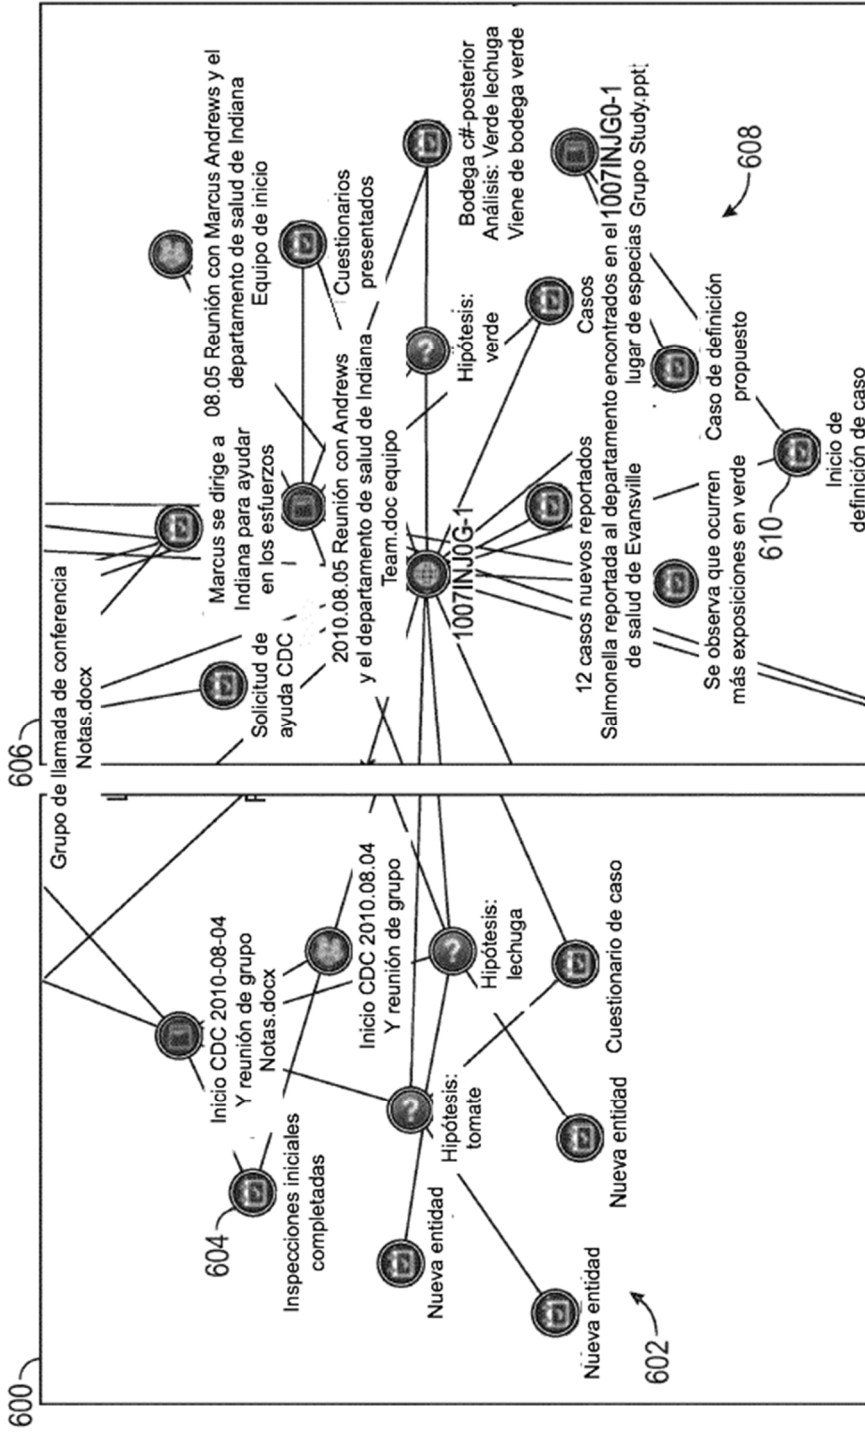 600
Grupo de llamada de conferencia
Notas.docx
Inicio CDC 2010-08-04
Y reunión de grupo
Notas.docx
604
Inspecciones iniciales
completadas
Inicio CDC 2010.08.04
Y reunión de grupo
Nueva entidad
Hipótesis:
tomate
Hipótesis:
lechuga
Nueva entidad
Nueva entidad
Cuestionario de caso
602
606
Solicitud de
ayuda CDC
Marcus se dirige a
Indiana para ayudar
en los esfuerzos
08.05 Reunión con Marcus Andrews y el
departamento de salud de Indiana
Equipo de inicio
Cuestionarios
presentados
2010.08.05 Reunión con Andrews
y el departamento de salud de Indiana
Team.doc equipo
1007INJ0G-1
Hipótesis:
verde
Bodega c#-posterior
Análisis: Verde lechuga
Viene de bodega verde
12 casos nuevos reportados
Salmonella reportada al departamento encontrados en el
de salud de Evansville
lugar de especias
Casos
1007INJG0-1
Grupo Study.ppt
Se observa que ocurren
más exposiciones en verde
Caso de definición
propuesto
608
610
Inicio de
definición de caso